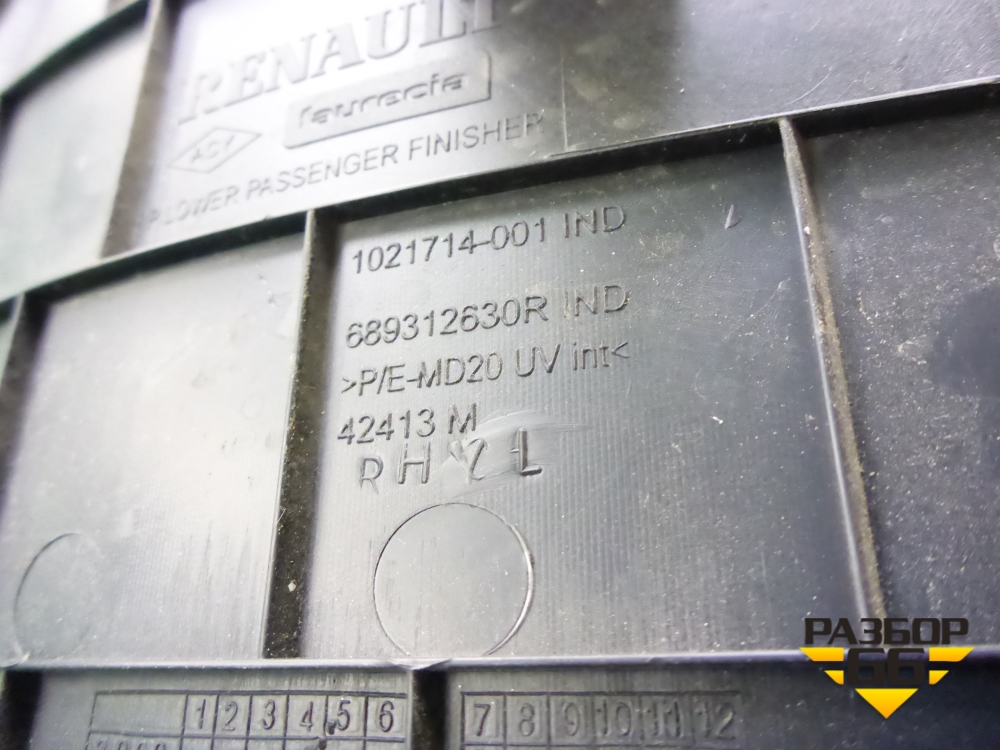 RENAULT
faurecia
ASY
LOWER PASSENGER FINISHER
1021714-001 IND
689312630R IND
>P/E-MD20 UV int<
42413 M
R H Y L
1 2 3 4 5 6 7 8 9 10 11 12
РАЗБОР
66